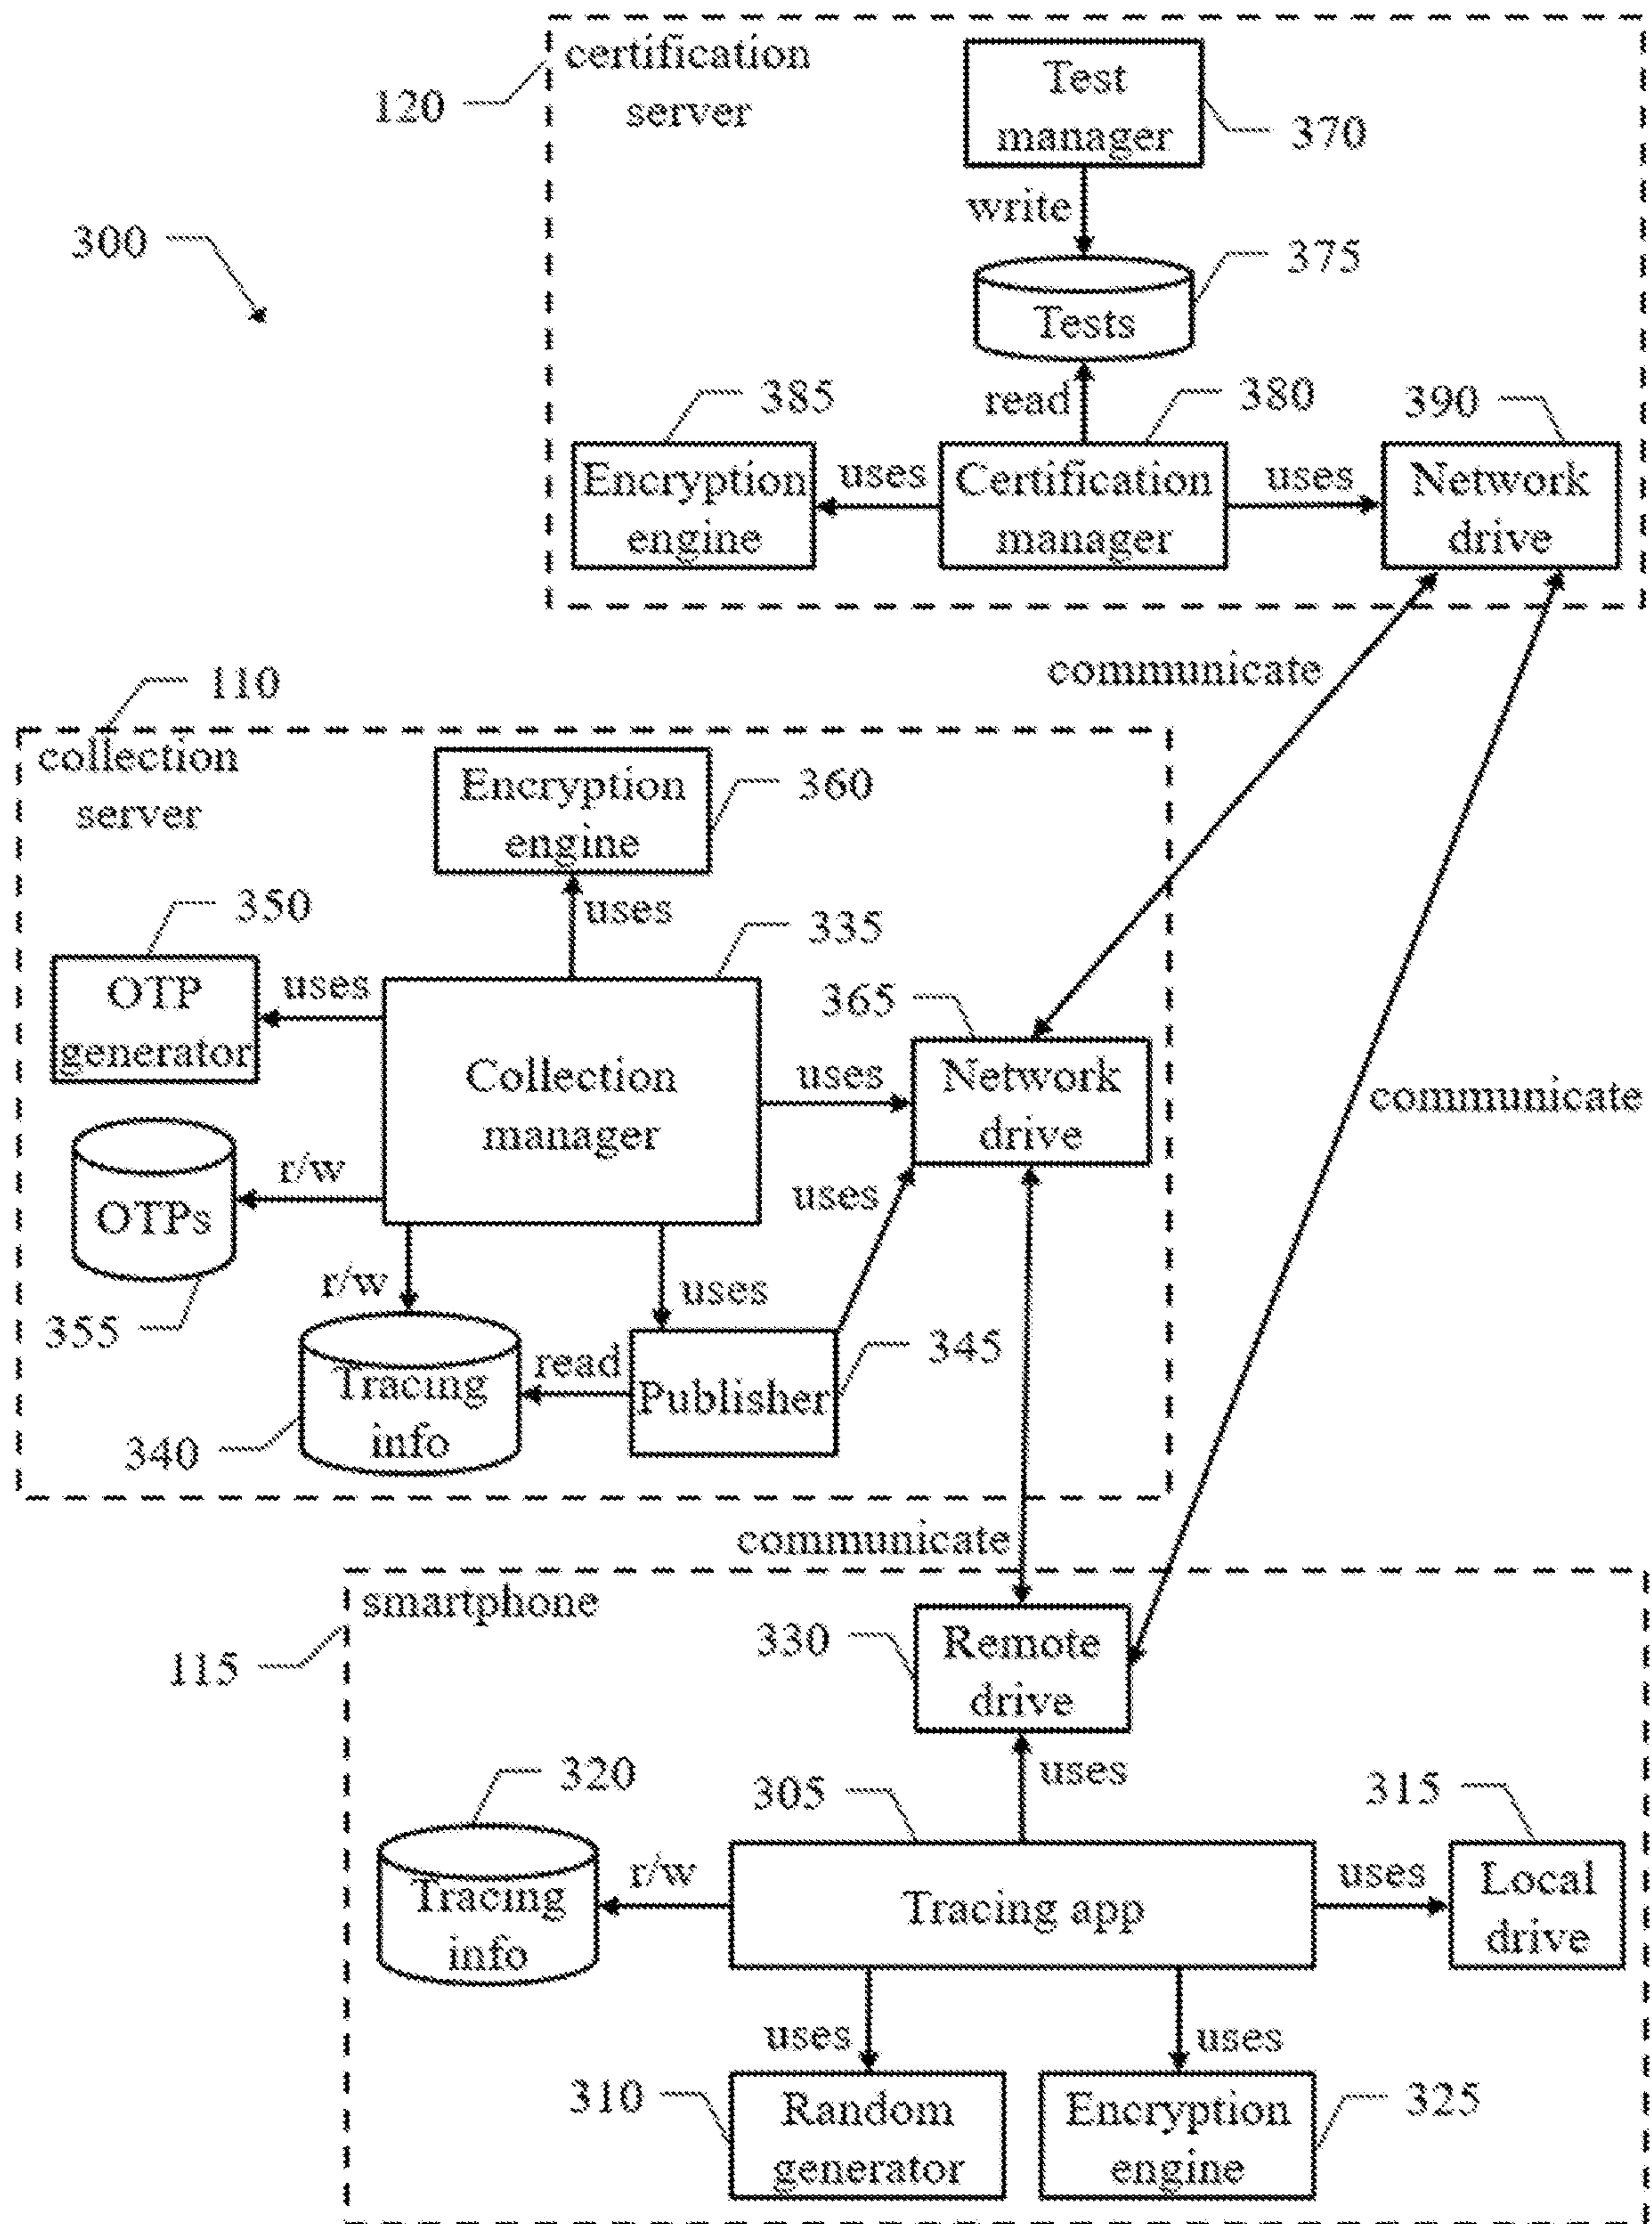 certification
server
120
Test
manager
370
write
300
375
Tests
385
read
380
390
Encryption
engine
uses
Certification
manager
uses
Network
drive
communicate
110
collection
server
Encryption
engine
360
350
uses
335
OTP
generator
uses
365
Collection
manager
uses
Network
drive
communicate
OTPs
r/w
uses
355
r/w
uses
Tracing
info
read
Publisher
345
340
communicate
smartphone
115
330
Remote
drive
320
305
uses
315
Tracing
info
r/w
Tracing app
uses
Local
drive
uses
uses
310
Random
generator
Encryption
engine
325